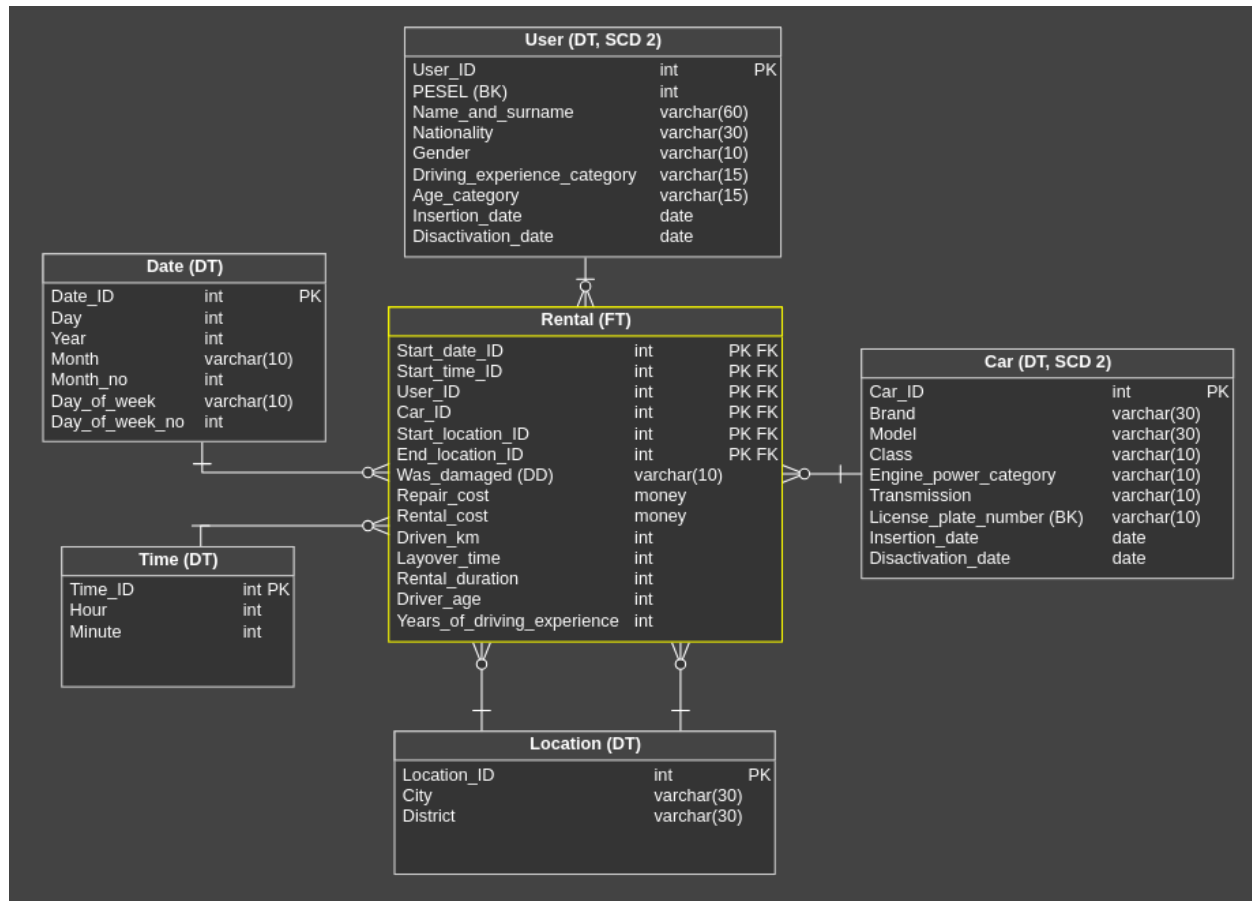 User (DT, SCD 2)
User_ID int PK
PESEL (BK) int
Name_and_surname varchar(60)
Nationality varchar(30)
Gender varchar(10)
Driving_experience_category varchar(15)
Age_category varchar(15)
Insertion_date date
Disactivation_date date
Date (DT)
Date_ID int PK
Day int
Year int
Month varchar(10)
Month_no int
Day_of_week varchar(10)
Day_of_week_no int
Rental (FT)
Start_date_ID int PK FK
Start_time_ID int PK FK
User_ID int PK FK
Car_ID int PK FK
Start_location_ID int PK FK
End_location_ID int PK FK
Was_damaged (DD) varchar(10)
Repair_cost money
Rental_cost money
Driven_km int
Layover_time int
Rental_duration int
Driver_age int
Years_of_driving_experience int
Car (DT, SCD 2)
Car_ID int PK
Brand varchar(30)
Model varchar(30)
Class varchar(10)
Engine_power_category varchar(10)
Transmission varchar(10)
License_plate_number (BK) varchar(10)
Insertion_date date
Disactivation_date date
Time (DT)
Time_ID int PK
Hour int
Minute int
Location (DT)
Location_ID int PK
City varchar(30)
District varchar(30)